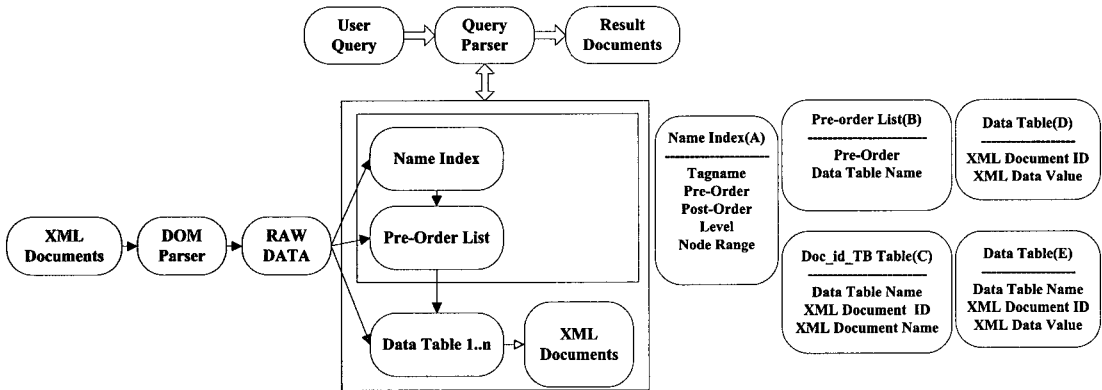 User
Query
Query
Parser
Result
Documents
XML
Documents
DOM
Parser
RAW
DATA
Name Index
Pre-Order List
Data Table 1..n
XML
Documents
Name Index(A)
Tagname
Pre-Order
Post-Order
Level
Node Range
Pre-order List(B)
Pre-Order
Data Table Name
Doc_id_TB Table(C)
Data Table Name
XML Document ID
XML Document Name
Data Table(D)
XML Document ID
XML Data Value
Data Table(E)
Data Table Name
XML Document ID
XML Data Value